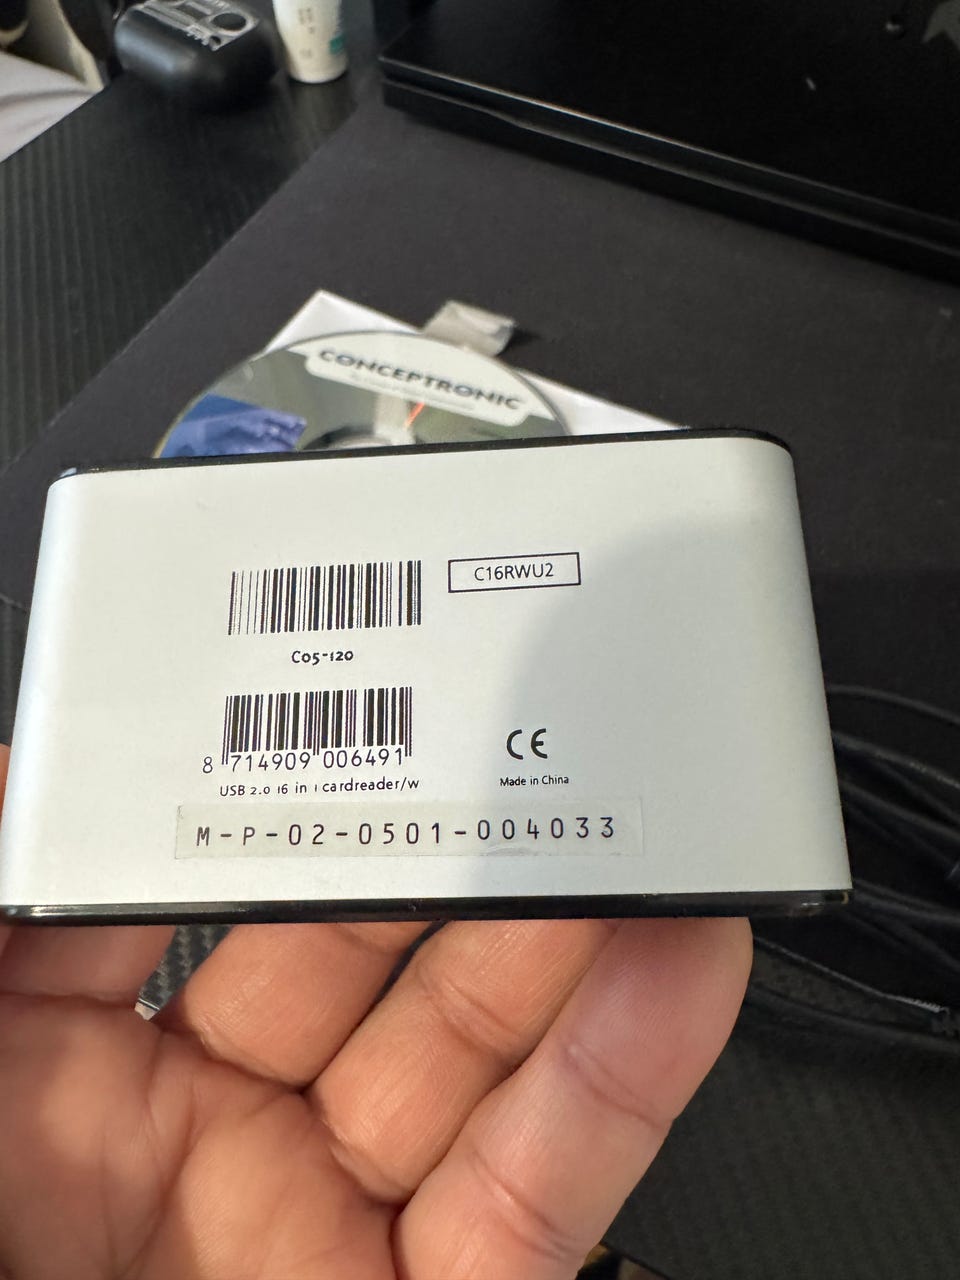 CONCEPTRONIC
C16RWU2
C05-120
8 714909 006491
USB 2.0 16 in 1 cardreader/w
CE
Made in China
M-P-02-0501-004033